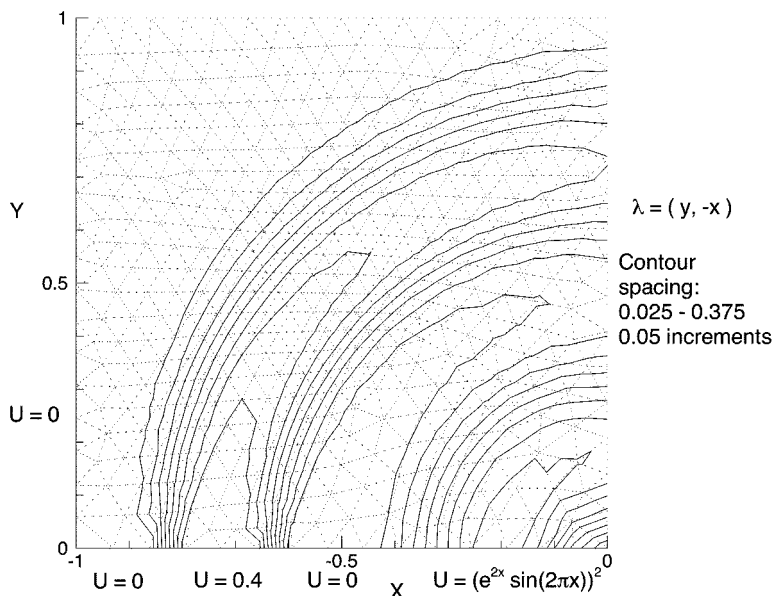 1
Y
λ = ( y, -x )
0.5
Contour
spacing:
0.025 - 0.375
0.05 increments
U = 0
0
-1
-0.5
0
U = 0
U = 0.4
U = 0
X
U = (e^{2x} sin(2πx))^2